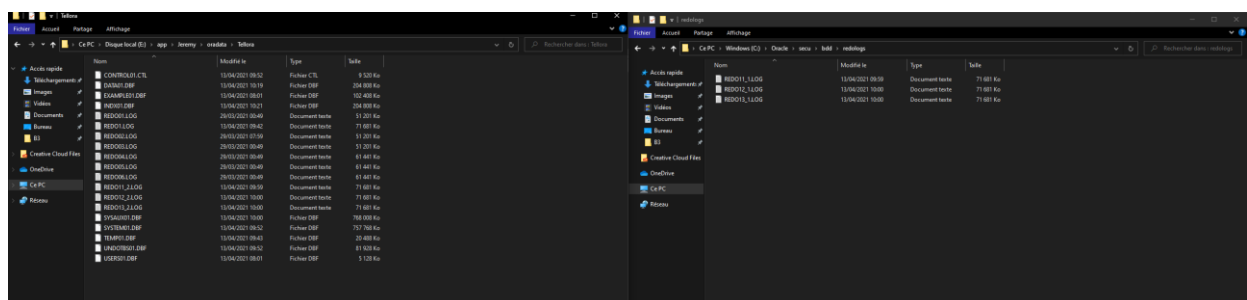 Tellora
Fichier Accueil Partage Affichage
Ce PC > Disque local (E:) > app > Jeremy > oradata > Tellora
Rechercher dans : Tellora
Accès rapide
Téléchargements
Images
Vidéos
Documents
Bureau
B3
Creative Cloud Files
OneDrive
Ce PC
Réseau
Nom Modifié le Type Taille
CONTROL01.CTL 13/04/2021 09:52 Fichier CTL 9 520 Ko
DATA01.DBF 13/04/2021 10:19 Fichier DBF 204 808 Ko
EXAMPLE01.DBF 13/04/2021 08:01 Fichier DBF 102 408 Ko
INDX01.DBF 13/04/2021 10:21 Fichier DBF 204 808 Ko
REDO01.LOG 29/03/2021 00:49 Document texte 51 201 Ko
REDO1.LOG 13/04/2021 09:42 Document texte 71 681 Ko
REDO02.LOG 29/03/2021 07:59 Document texte 51 201 Ko
REDO03.LOG 29/03/2021 00:49 Document texte 51 201 Ko
REDO04.LOG 29/03/2021 00:49 Document texte 61 441 Ko
REDO05.LOG 29/03/2021 00:49 Document texte 61 441 Ko
REDO06.LOG 29/03/2021 00:49 Document texte 61 441 Ko
REDO11_2.LOG 13/04/2021 09:59 Document texte 71 681 Ko
REDO12_2.LOG 13/04/2021 10:00 Document texte 71 681 Ko
REDO13_2.LOG 13/04/2021 10:00 Document texte 71 681 Ko
SYSAUX01.DBF 13/04/2021 10:00 Fichier DBF 768 008 Ko
SYSTEM01.DBF 13/04/2021 09:52 Fichier DBF 757 768 Ko
TEMP01.DBF 13/04/2021 09:43 Fichier DBF 20 488 Ko
UNDOTBS01.DBF 13/04/2021 09:52 Fichier DBF 81 928 Ko
USERS01.DBF 13/04/2021 08:01 Fichier DBF 5 128 Ko
redologs
Fichier Accueil Partage Affichage
Ce PC > Windows (C:) > Oracle > secu > bdd > redologs
Rechercher dans : redologs
Accès rapide
Téléchargements
Images
Vidéos
Documents
Bureau
B3
Creative Cloud Files
OneDrive
Ce PC
Réseau
Nom Modifié le Type Taille
REDO11_1.LOG 13/04/2021 09:59 Document texte 71 681 Ko
REDO12_1.LOG 13/04/2021 10:00 Document texte 71 681 Ko
REDO13_1.LOG 13/04/2021 10:00 Document texte 71 681 Ko